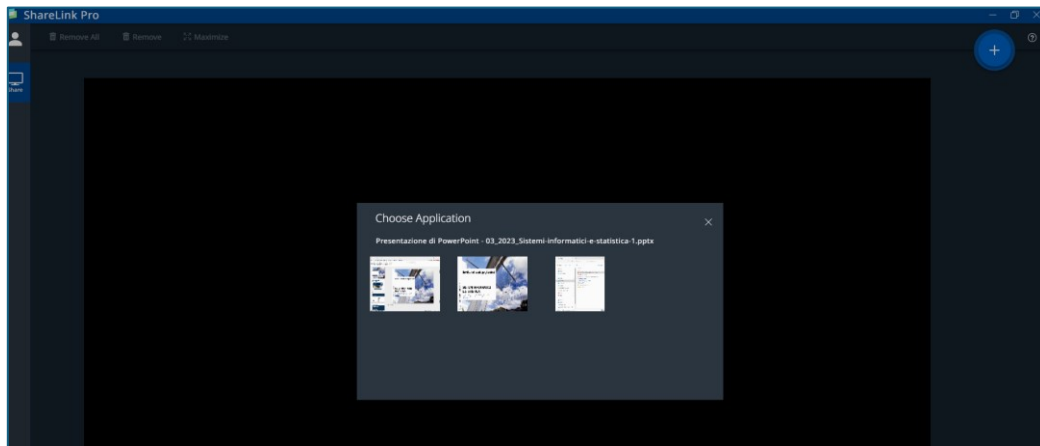 ShareLink Pro
Remove All Remove Maximize
Share
Choose Application
Presentazione di PowerPoint - 03_2023_Sistemi-informatici-e-statistica-1.pptx